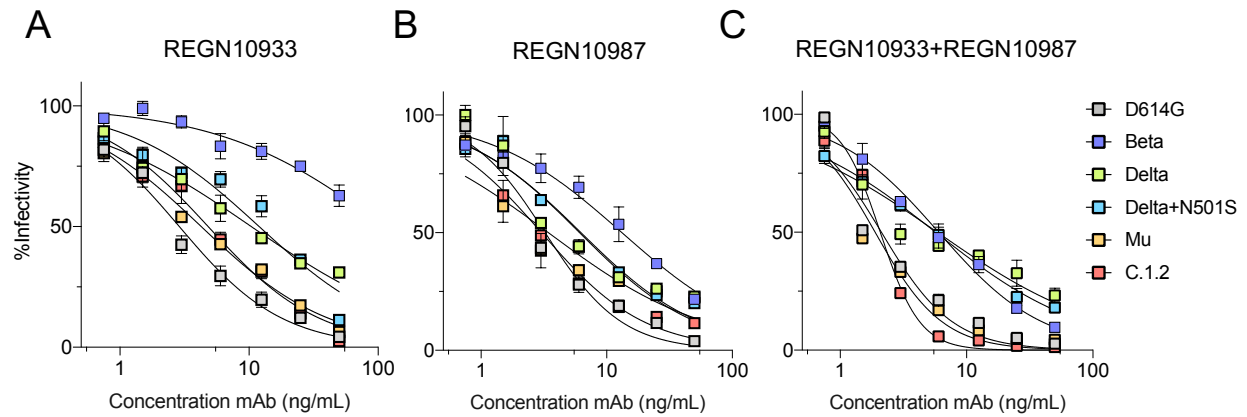 A
REGN10933
B
REGN10987
C
REGN10933+REGN10987
%Infectivity
100
50
0
1
10
100
Concentration mAb (ng/mL)
100
50
0
1
10
100
Concentration mAb (ng/mL)
100
50
0
1
10
100
Concentration mAb (ng/mL)
D614G
Beta
Delta
Delta+N501S
Mu
C.1.2